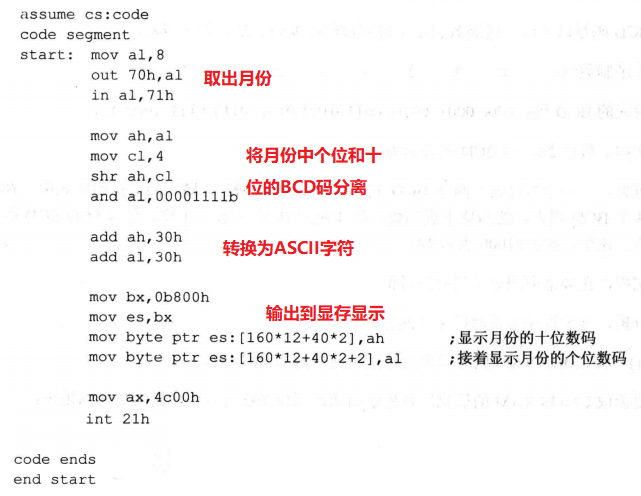 assume cs:code
code segment
start: mov al,8
out 70h,al
in al,71h
取出月份
mov ah,al
mov cl,4
shr ah,cl
and al,00001111b
将月份中个位和十
位的BCD码分离
add ah,30h
add al,30h
转换为ASCII字符
mov bx,0b800h
mov es,bx
输出到显存显示
mov byte ptr es:[160*12+40*2],ah ;显示月份的十位数码
mov byte ptr es:[160*12+40*2+2],al ;接着显示月份的个位数码
mov ax,4c00h
int 21h
code ends
end start